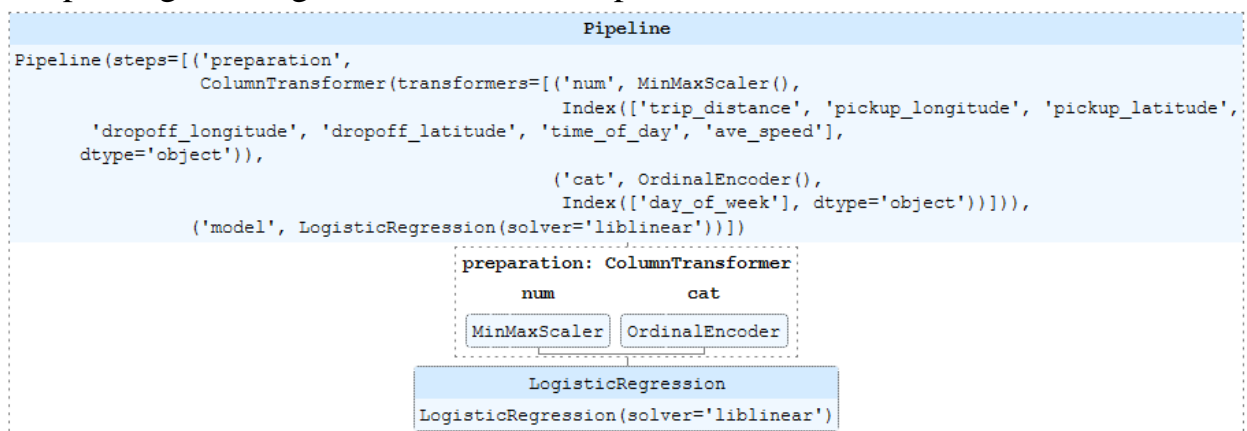 Pipeline
Pipeline(steps=[('preparation',
ColumnTransformer(transformers=[('num', MinMaxScaler(),
Index(['trip_distance', 'pickup_longitude', 'pickup_latitude',
'dropoff_longitude', 'dropoff_latitude', 'time_of_day', 'ave_speed'],
dtype='object')),
('cat', OrdinalEncoder(),
Index(['day_of_week'], dtype='object'))])),
('model', LogisticRegression(solver='liblinear'))])
preparation: ColumnTransformer
num cat
MinMaxScaler OrdinalEncoder
LogisticRegression
LogisticRegression(solver='liblinear')